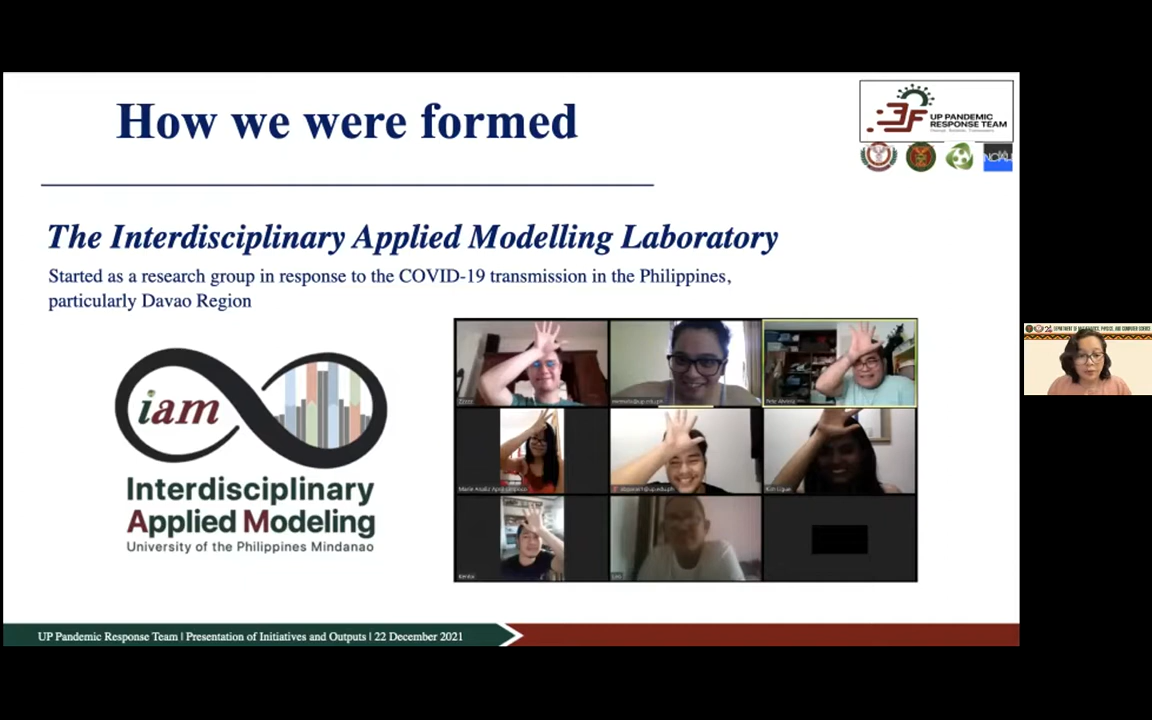 How we were formed
UP PANDEMIC
RESPONSE TEAM
The Interdisciplinary Applied Modelling Laboratory
Started as a research group in response to the COVID-19 transmission in the Philippines,
particularly Davao Region
iam
Interdisciplinary
Applied Modeling
University of the Philippines Mindanao
UP Pandemic Response Team | Presentation of Initiatives and Outputs | 22 December 2021